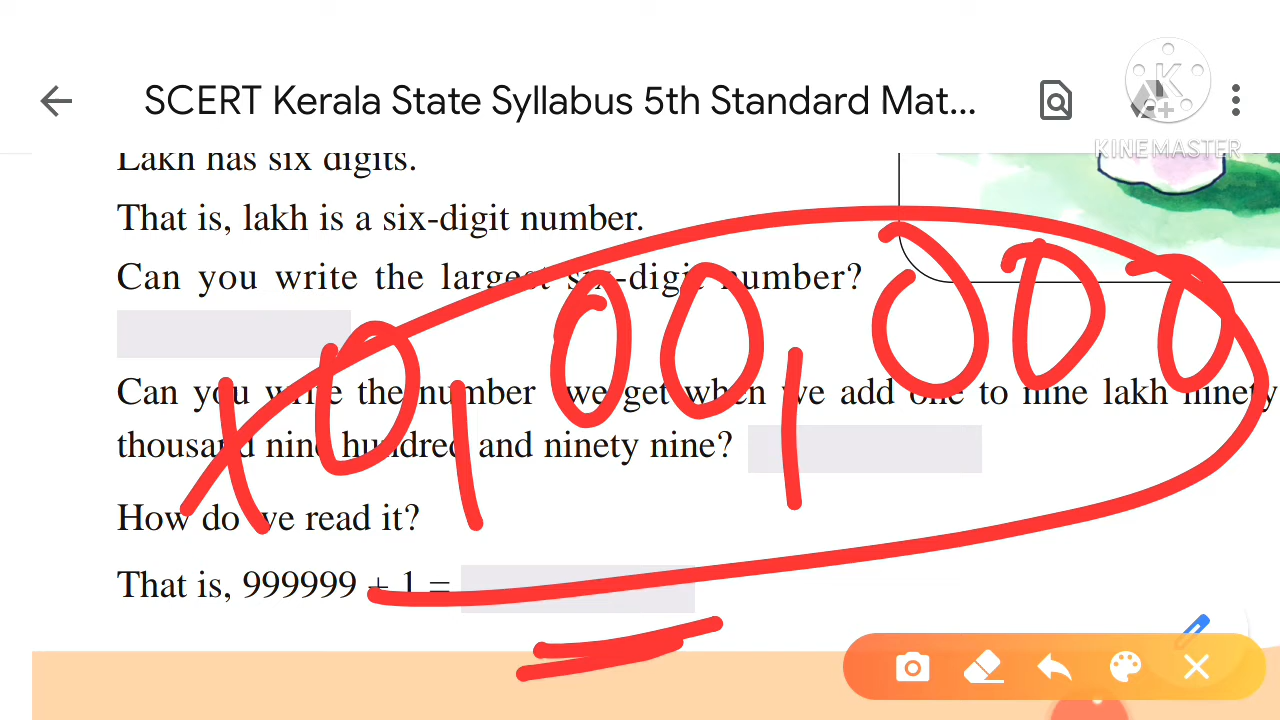 SCERT Kerala State Syllabus 5th Standard Mat...
KINEMASTER
Lakh has six digits.
That is, lakh is a six-digit number.
Can you write the largest six-digit number?
Can you write the number we get when we add one to nine lakh ninety
thousand nine hundred and ninety nine?
How do we read it?
That is, 999999 + 1 =
10,00,000